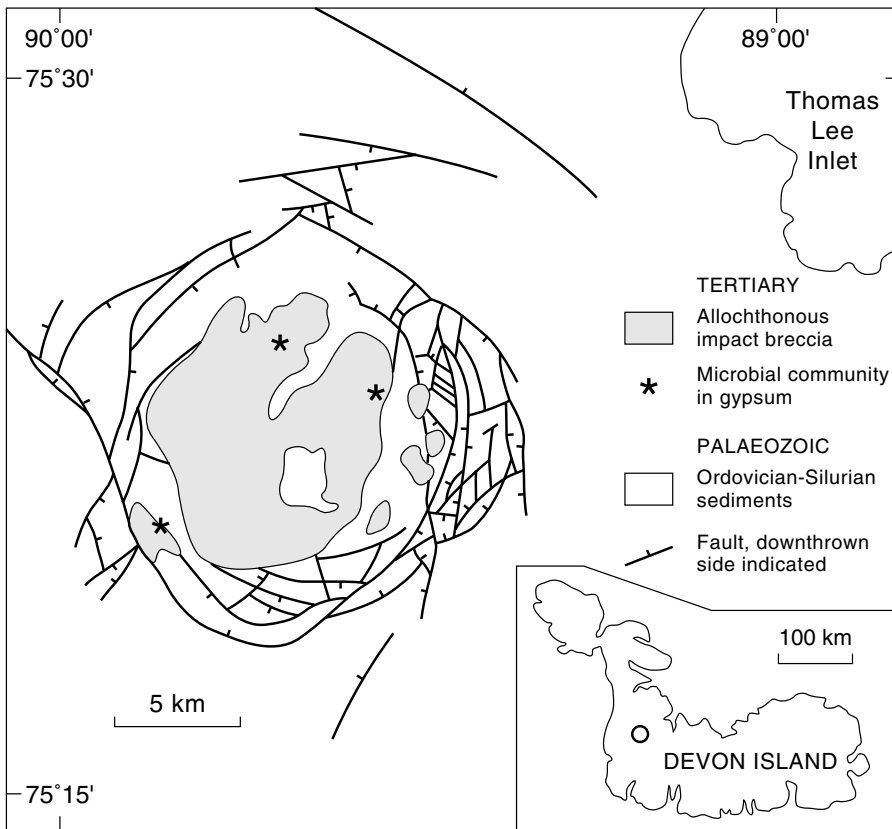 90°00'
89°00'
75°30'
Thomas
Lee
Inlet
TERTIARY
Allochthonous
impact breccia
Microbial community
in gypsum
PALAEOZOIC
Ordovician-Silurian
sediments
Fault, downthrown
side indicated
5 km
100 km
DEVON ISLAND
75°15'